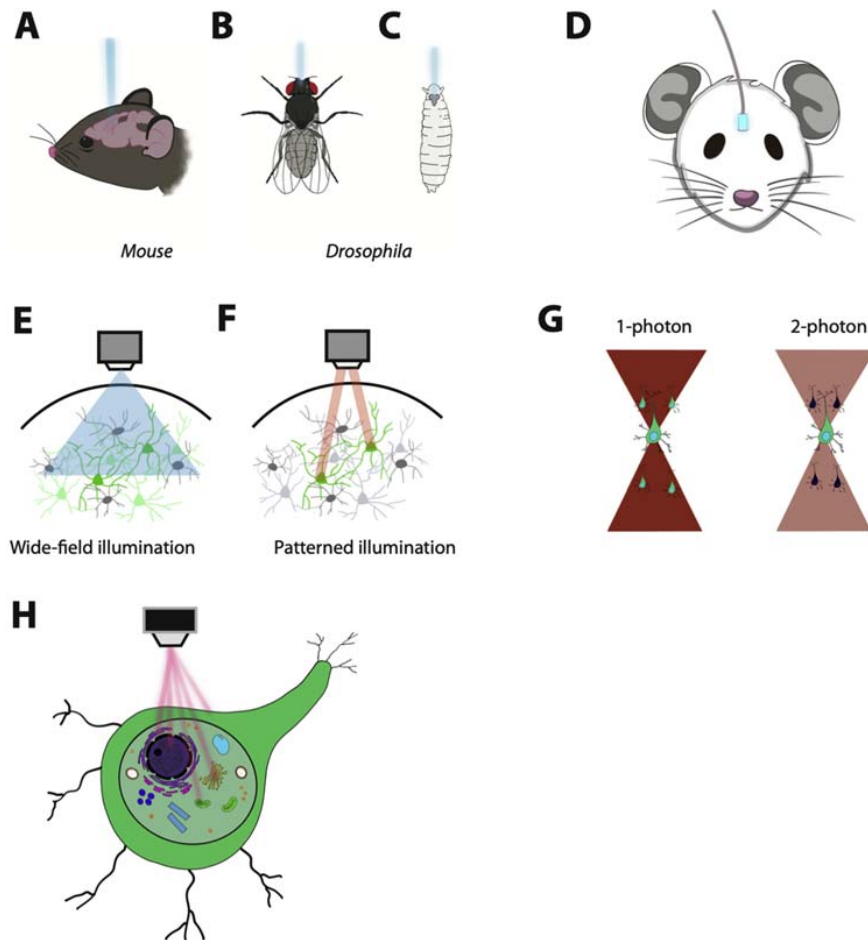 A
B
C
D
Mouse
Drosophila
E
F
G
1-photon
2-photon
Wide-field illumination
Patterned illumination
H